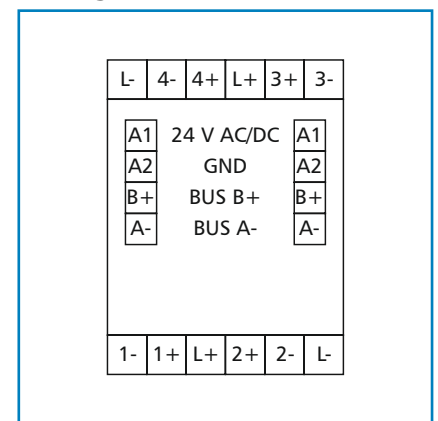 L- 4- 4+ L+ 3+ 3-
A1 24 V AC/DC A1
A2 GND A2
B+ BUS B+ B+
A- BUS A- A-
1- 1+ L+ 2+ 2- L-